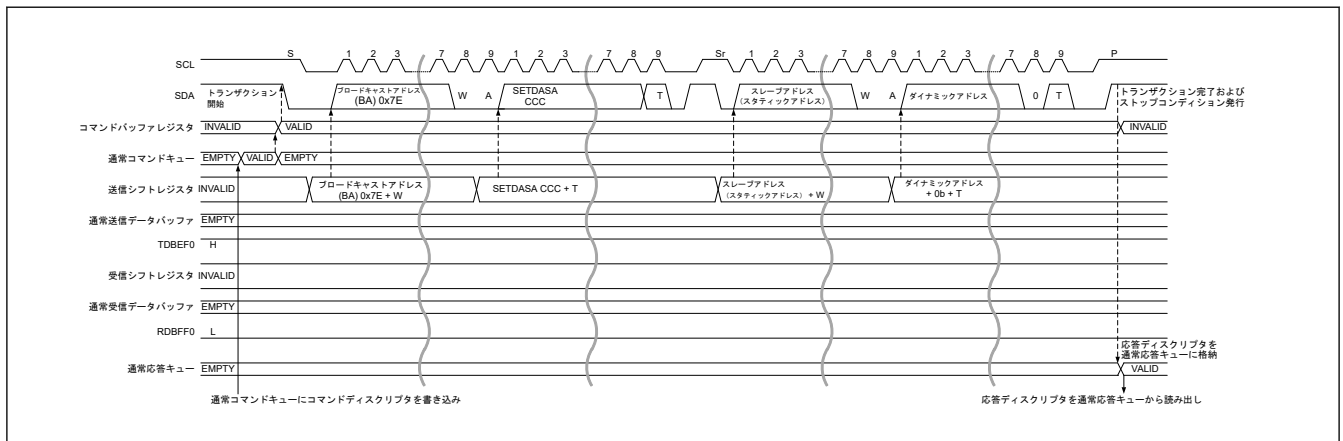 S 1 2 3 7 8 9 1 2 3 7 8 9 Sr 1 2 3 7 8 9 1 2 3 7 8 9 P
SCL
SDA トランザクション
開始
ブロードキャストアドレス
(BA) 0x7E
W A
SETDASA
CCC
T
スレーブアドレス
(スタティックアドレス)
W A
ダイナミックアドレス
0 T
トランザクション完了および
ストップコンディション発行
コマンドバッファレジスタ INVALID VALID INVALID
通常コマンドキュー EMPTY VALID EMPTY
送信シフトレジスタ INVALID
ブロードキャストアドレス
(BA) 0x7E + W
SETDASA CCC + T
スレーブアドレス
(スタティックアドレス) + W
ダイナミックアドレス
+ 0b + T
通常送信データバッファ EMPTY
TDBEF0 H
受信シフトレジスタ INVALID
通常受信データバッファ EMPTY
RDBFF0 L
応答ディスクリプタを
通常応答キューに格納
通常応答キュー EMPTY VALID
通常コマンドキューにコマンドディスクリプタを書き込み
応答ディスクリプタを通常応答キューから読み出し